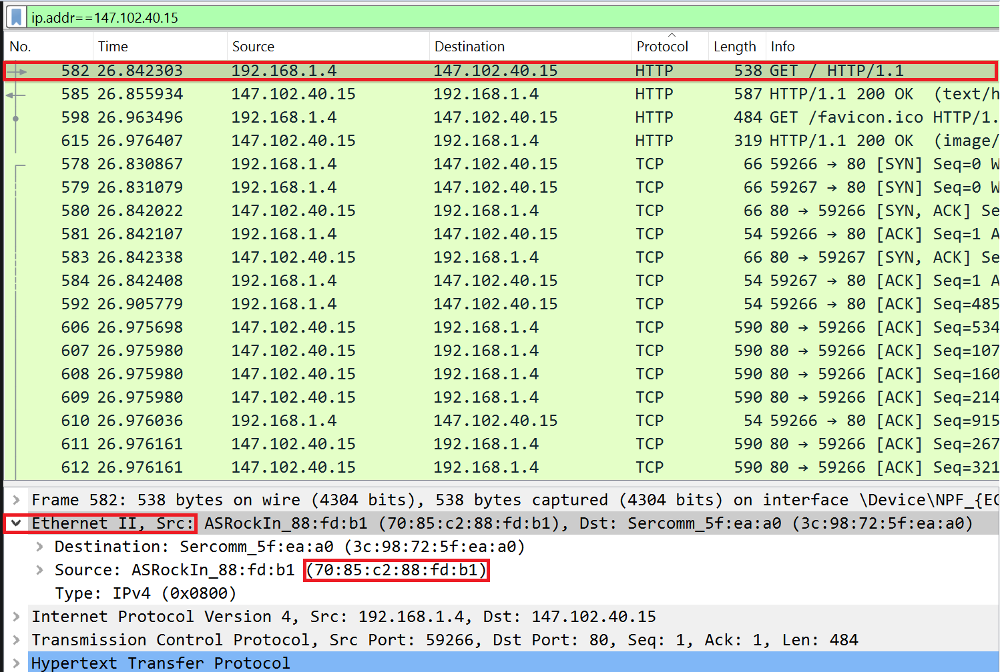 ip.addr==147.102.40.15
No. Time Source Destination Protocol Length Info
582 26.842303 192.168.1.4 147.102.40.15 HTTP 538 GET / HTTP/1.1
585 26.855934 147.102.40.15 192.168.1.4 HTTP 587 HTTP/1.1 200 OK (text/h
598 26.963496 192.168.1.4 147.102.40.15 HTTP 484 GET /favicon.ico HTTP/1.
615 26.976407 147.102.40.15 192.168.1.4 HTTP 319 HTTP/1.1 200 OK (image/
578 26.830867 192.168.1.4 147.102.40.15 TCP 66 59266 → 80 [SYN] Seq=0 W
579 26.831079 192.168.1.4 147.102.40.15 TCP 66 59267 → 80 [SYN] Seq=0 W
580 26.842022 147.102.40.15 192.168.1.4 TCP 66 80 → 59266 [SYN, ACK] Se
581 26.842107 192.168.1.4 147.102.40.15 TCP 54 59266 → 80 [ACK] Seq=1 A
583 26.842338 147.102.40.15 192.168.1.4 TCP 66 80 → 59267 [SYN, ACK] Se
584 26.842408 192.168.1.4 147.102.40.15 TCP 54 59267 → 80 [ACK] Seq=1 A
592 26.905779 192.168.1.4 147.102.40.15 TCP 54 59266 → 80 [ACK] Seq=485
606 26.975698 147.102.40.15 192.168.1.4 TCP 590 80 → 59266 [ACK] Seq=534
607 26.975980 147.102.40.15 192.168.1.4 TCP 590 80 → 59266 [ACK] Seq=107
608 26.975980 147.102.40.15 192.168.1.4 TCP 590 80 → 59266 [ACK] Seq=160
609 26.975980 147.102.40.15 192.168.1.4 TCP 590 80 → 59266 [ACK] Seq=214
610 26.976036 192.168.1.4 147.102.40.15 TCP 54 59266 → 80 [ACK] Seq=915
611 26.976161 147.102.40.15 192.168.1.4 TCP 590 80 → 59266 [ACK] Seq=267
612 26.976161 147.102.40.15 192.168.1.4 TCP 590 80 → 59266 [ACK] Seq=321
Frame 582: 538 bytes on wire (4304 bits), 538 bytes captured (4304 bits) on interface \Device\NPF_{EC
Ethernet II, Src: ASRockIn_88:fd:b1 (70:85:c2:88:fd:b1), Dst: Sercomm_5f:ea:a0 (3c:98:72:5f:ea:a0)
Destination: Sercomm_5f:ea:a0 (3c:98:72:5f:ea:a0)
Source: ASRockIn_88:fd:b1 (70:85:c2:88:fd:b1)
Type: IPv4 (0x0800)
Internet Protocol Version 4, Src: 192.168.1.4, Dst: 147.102.40.15
Transmission Control Protocol, Src Port: 59266, Dst Port: 80, Seq: 1, Ack: 1, Len: 484
Hypertext Transfer Protocol